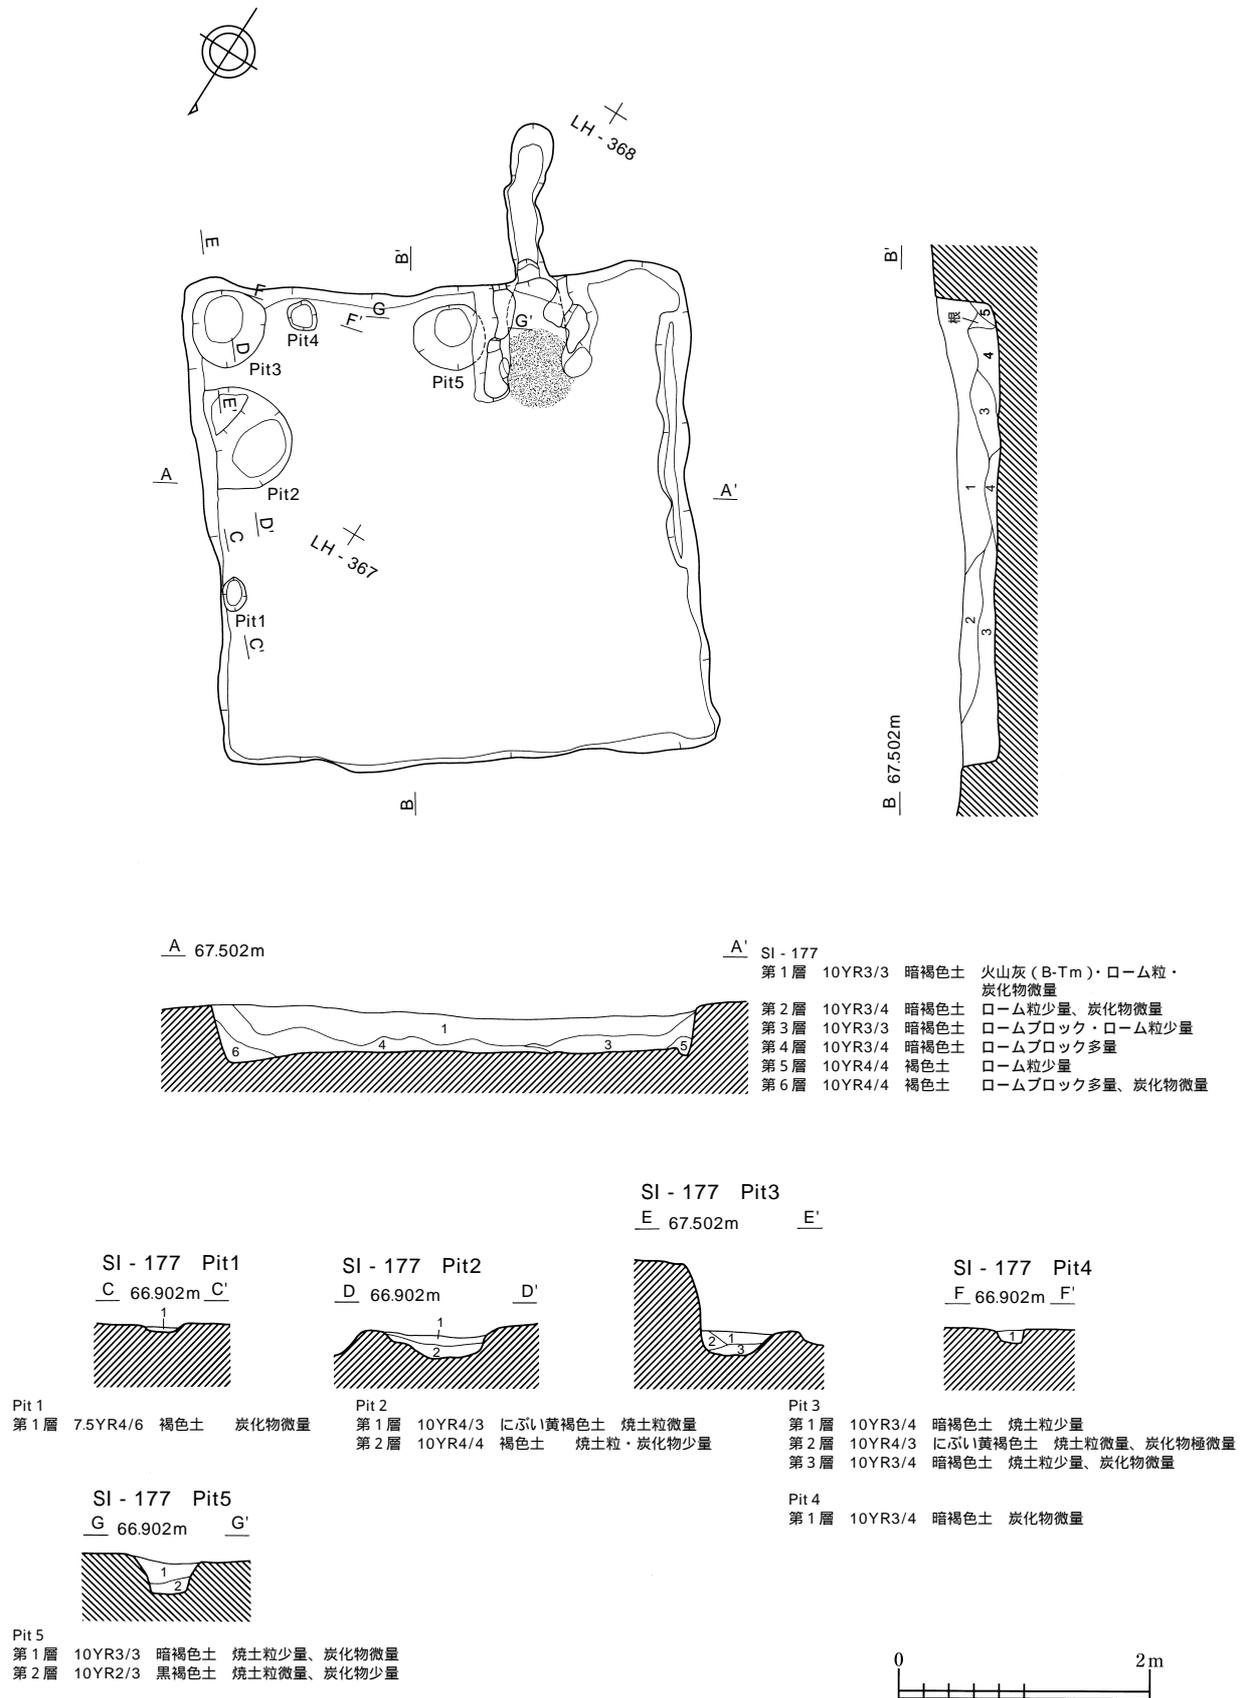 LH - 368
E
B'
B'
F
G
F'
G'
Pit4
D
Pit3
Pit5
根
5
4
E'
3
A
Pit2
A'
1
4
D'
C
LH - 367
Pit1
2
3
C'
B 67.502m
B
A 67.502m
A'
1
4
3
5
6
SI - 177
第1層 10YR3/3 暗褐色土 火山灰(B-Tm)・ローム粒・
炭化物微量
第2層 10YR3/4 暗褐色土 ローム粒少量、炭化物微量
第3層 10YR3/3 暗褐色土 ロームブロック・ローム粒少量
第4層 10YR3/4 暗褐色土 ロームブロック多量
第5層 10YR4/4 褐色土 ローム粒少量
第6層 10YR4/4 褐色土 ロームブロック多量、炭化物微量
SI - 177 Pit1
C 66.902m C'
1
SI - 177 Pit2
D 66.902m D'
1
2
SI - 177 Pit3
E 67.502m E'
2 1
3
SI - 177 Pit4
F 66.902m F'
1
Pit 1
第1層 7.5YR4/6 褐色土 炭化物微量
Pit 2
第1層 10YR4/3 にぶい黄褐色土 焼土粒微量
第2層 10YR4/4 褐色土 焼土粒・炭化物少量
Pit 3
第1層 10YR3/4 暗褐色土 焼土粒少量
第2層 10YR4/3 にぶい黄褐色土 焼土粒微量、炭化物極微量
第3層 10YR3/4 暗褐色土 焼土粒少量、炭化物微量
Pit 4
第1層 10YR3/4 暗褐色土 炭化物微量
SI - 177 Pit5
G 66.902m G'
1
2
Pit 5
第1層 10YR3/3 暗褐色土 焼土粒少量、炭化物微量
第2層 10YR2/3 黒褐色土 焼土粒微量、炭化物少量
0 2m